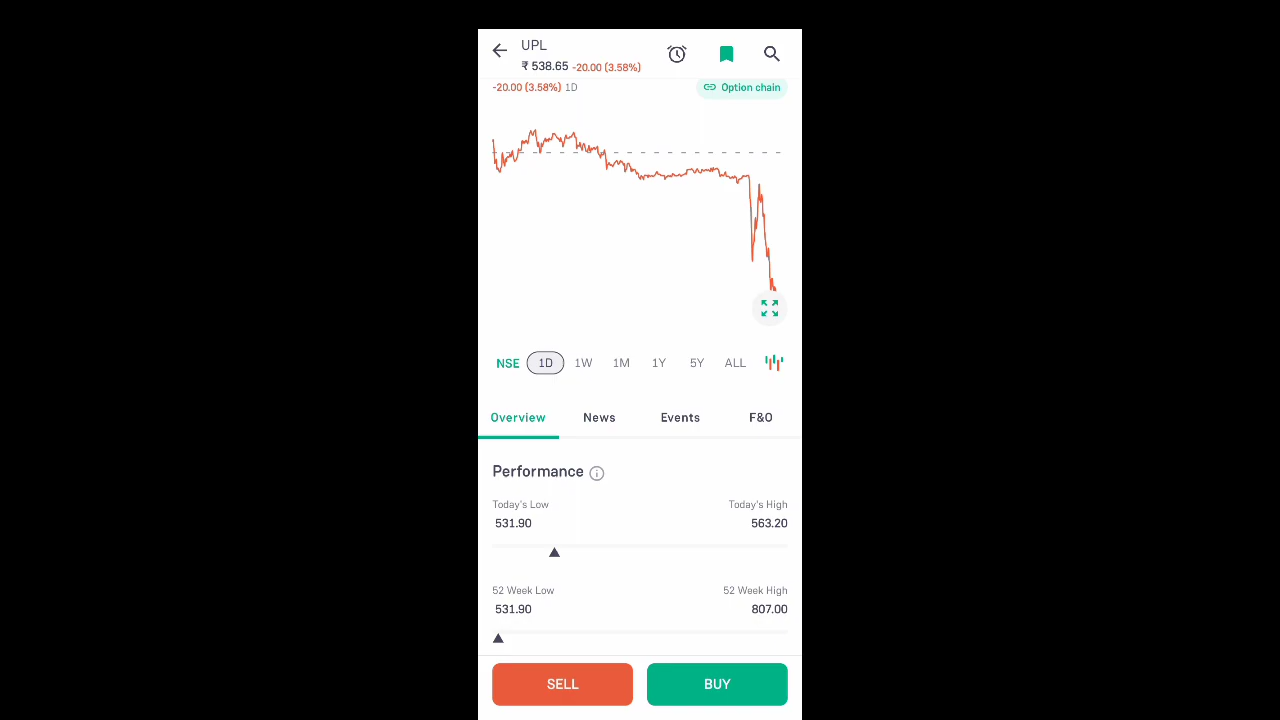 UPL
₹ 538.65 -20.00 (3.58%)
-20.00 (3.58%) 1D
Option chain
NSE 1D 1W 1M 1Y 5Y ALL
Overview News Events F&O
Performance
Today's Low Today's High
531.90 563.20
52 Week Low 52 Week High
531.90 807.00
SELL BUY